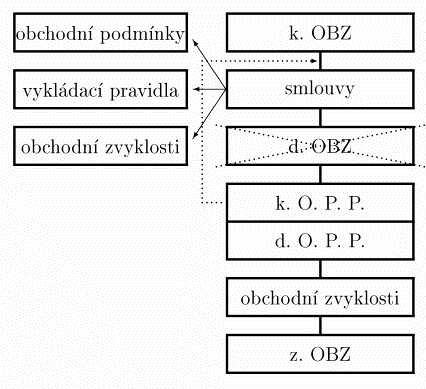 obchodní podmínky
vykládací pravidla
obchodní zvyklosti
k. OBZ
smlouvy
d. OBZ
k. O. P. P.
d. O. P. P.
obchodní zvyklosti
z. OBZ